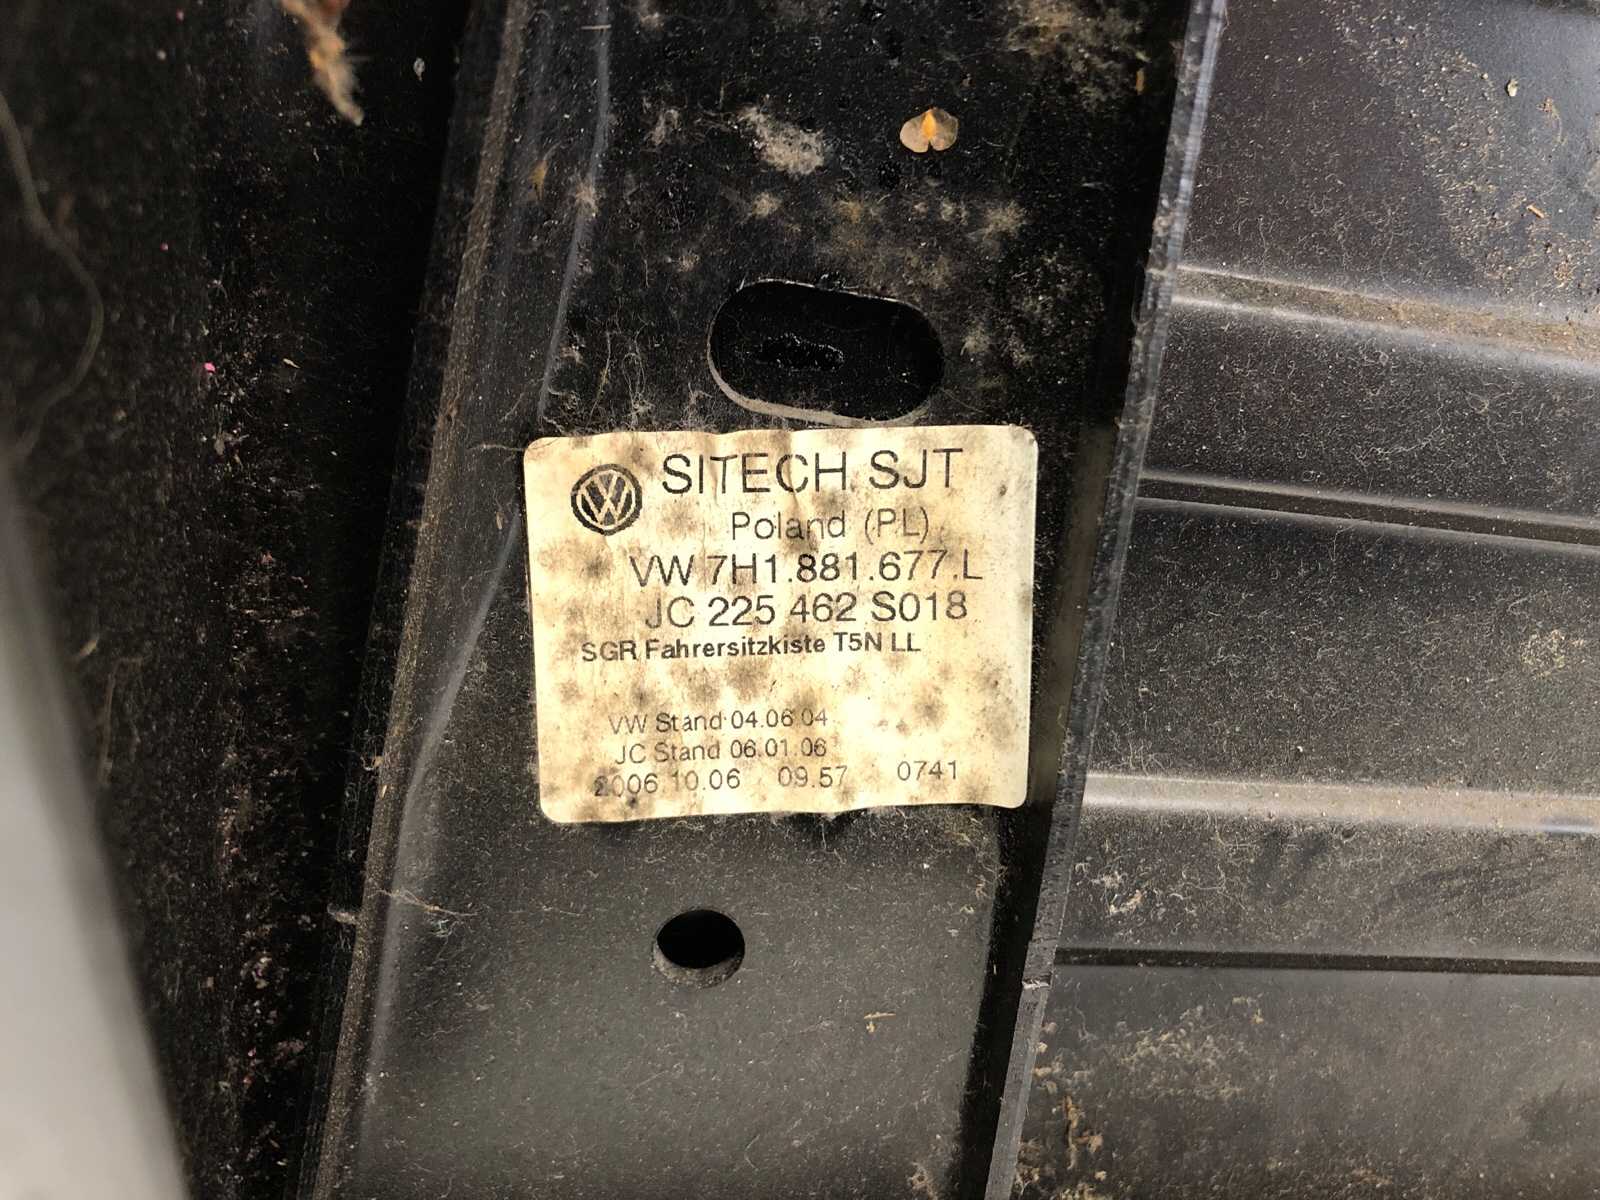 SITECH SJT
Poland (PL)
VW 7H1.881.677.L
JC 225 462 S018
SGR Fahrersitzkiste T5N LL
VW Stand 04.06.04
JC Stand 06.01.06
2006.10.06 09.57 0741